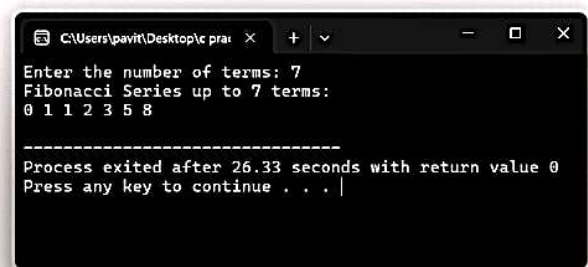 C:\Users\pavit\Desktop\c prac
Enter the number of terms: 7
Fibonacci Series up to 7 terms:
0 1 1 2 3 5 8
--------------------------------
Process exited after 26.33 seconds with return value 0
Press any key to continue . . .